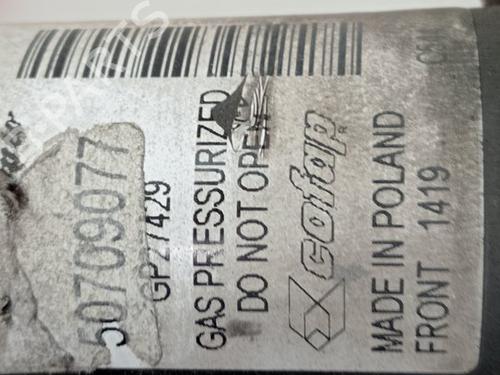 50709077
GP27429
GAS PRESSURIZED
DO NOT OPEN
cofap
MADE IN POLAND
FRONT 1419